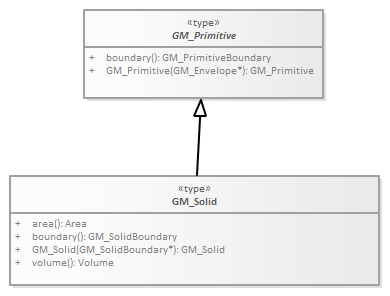 «type»
GM_Primitive
+ boundary(): GM_PrimitiveBoundary
+ GM_Primitive(GM_Envelope*): GM_Primitive
«type»
GM_Solid
+ area(): Area
+ boundary(): GM_SolidBoundary
+ GM_Solid(GM_SolidBoundary*): GM_Solid
+ volume(): Volume